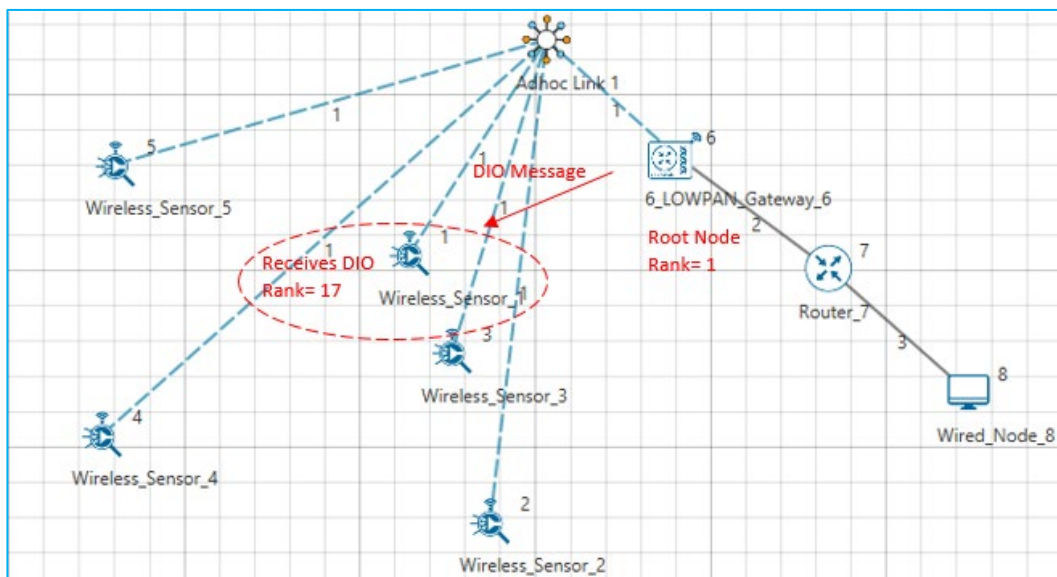 Adhoc Link 1
1
1
5
6
1
DIO Message
Wireless_Sensor_5
6_LOWPAN_Gateway_6
1
2
Root Node
Rank= 1
7
1
1
Receives DIO
Rank= 17
Wireless_Sensor_1
1
Router_7
3
3
Wireless_Sensor_3
8
4
Wired_Node_8
Wireless_Sensor_4
2
Wireless_Sensor_2